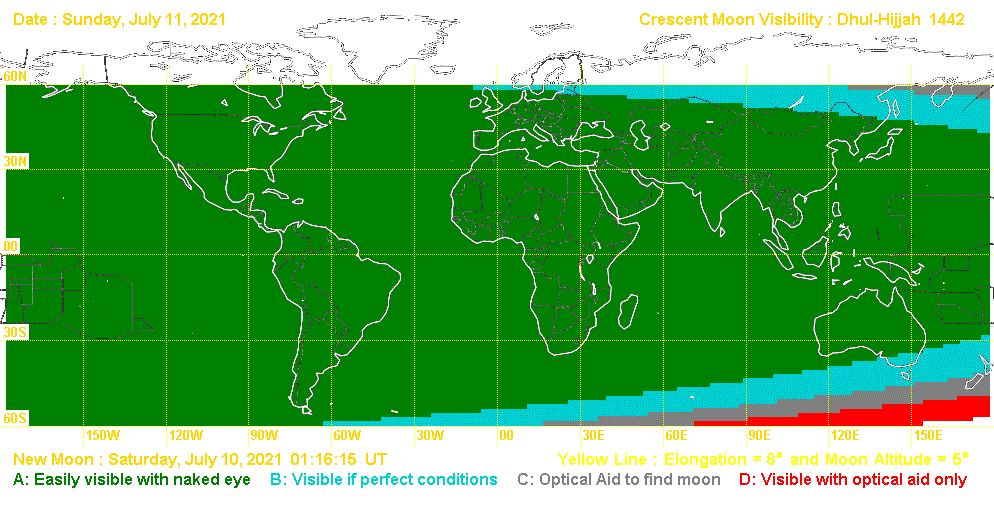 Date : Sunday, July 11, 2021 Crescent Moon Visibility : Dhul-Hijjah 1442
60N
30N
00
30S
60S
150W 120W 90W 60W 30W 00 30E 60E 90E 120E 150E
New Moon : Saturday, July 10, 2021 01:16:15 UT Yellow Line : Elongation = 8° and Moon Altitude = 5°
A: Easily visible with naked eye B: Visible if perfect conditions C: Optical Aid to find moon D: Visible with optical aid only